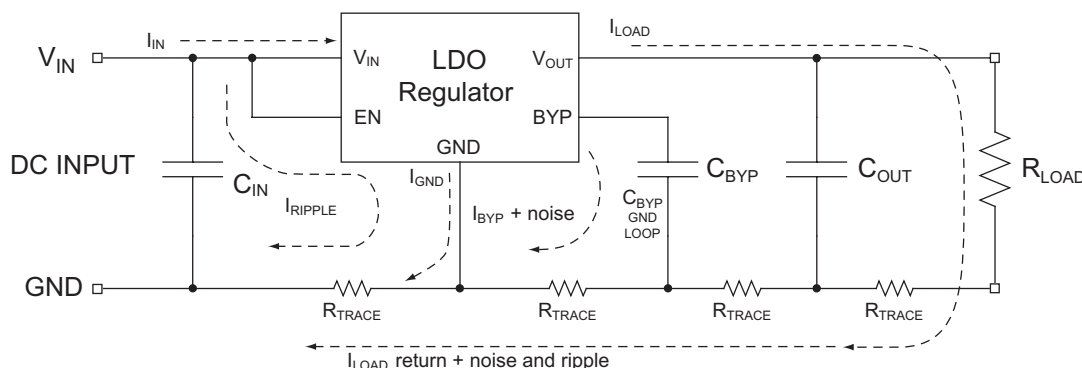 I_IN
I_LOAD
V_IN
V_IN
LDO
Regulator
V_OUT
EN
BYP
GND
DC INPUT
C_IN
I_RIPPLE
I_GND
I_BYP + noise
C_BYP
GND
LOOP
C_BYP
C_OUT
R_LOAD
GND
R_TRACE
R_TRACE
R_TRACE
R_TRACE
I_LOAD return + noise and ripple